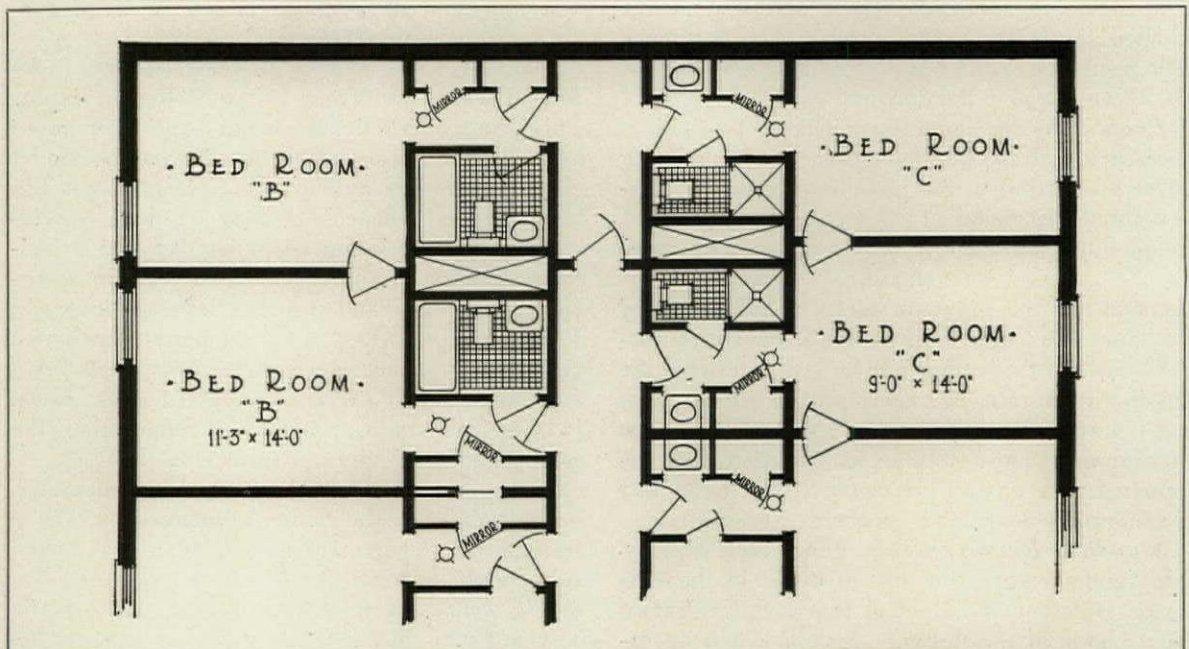 MIRROR
MIRROR
· BED ROOM ·
"B"
· BED ROOM ·
"C"
· BED ROOM ·
"C"
9'-0" × 14'-0"
· BED ROOM ·
"B"
11'-3" × 14'-0"
MIRROR
MIRROR
MIRROR
MIRROR